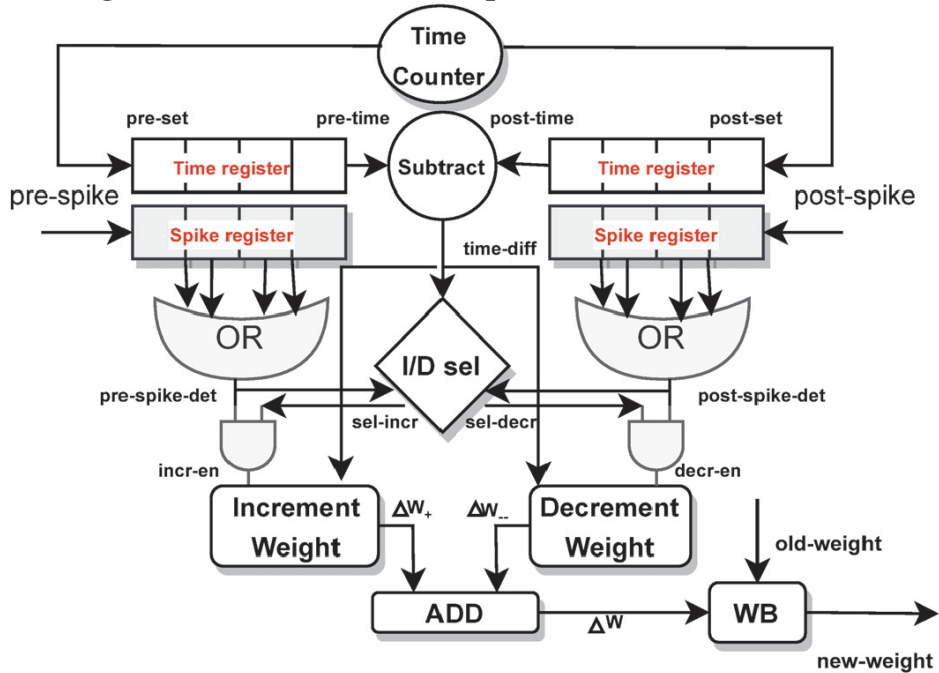 Time
Counter
pre-set
pre-time
post-time
post-set
Time register
Subtract
Time register
pre-spike
post-spike
Spike register
Spike register
time-diff
OR
OR
I/D sel
pre-spike-det
post-spike-det
sel-incr
sel-decr
incr-en
decr-en
Increment
Weight
ΔW+
ΔW--
Decrement
Weight
old-weight
ADD
ΔW
WB
new-weight